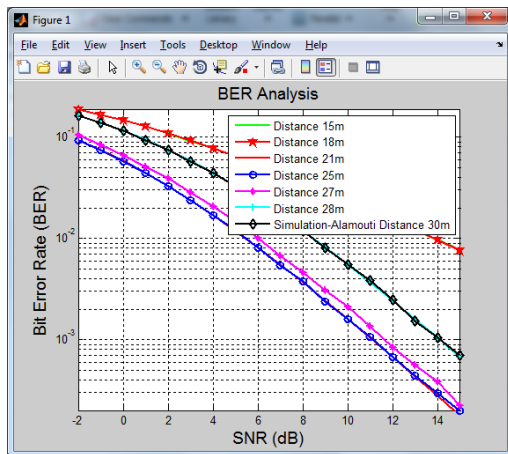 Figure 1
File Edit View Insert Tools Desktop Window Help
BER Analysis
Distance 15m
Distance 18m
Distance 21m
Distance 25m
Distance 27m
Distance 28m
Simulation-Alamouti Distance 30m
Bit Error Rate (BER)
10^-1
10^-2
10^-3
-2 0 2 4 6 8 10 12 14
SNR (dB)